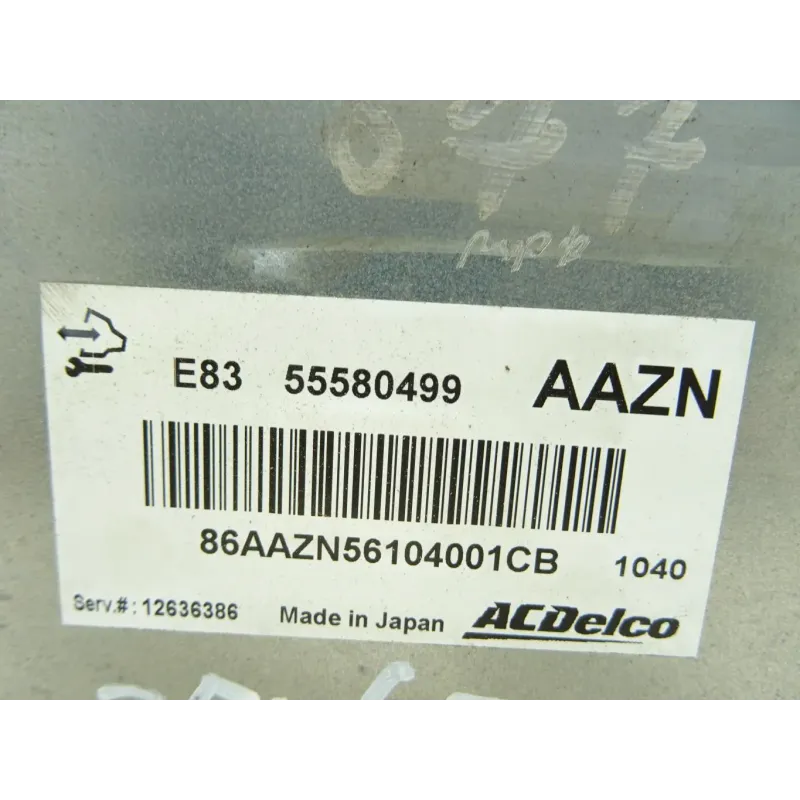 E83 55580499 AAZN
86AAZN56104001CB 1040
Serv.#: 12636386 Made in Japan ACDelco